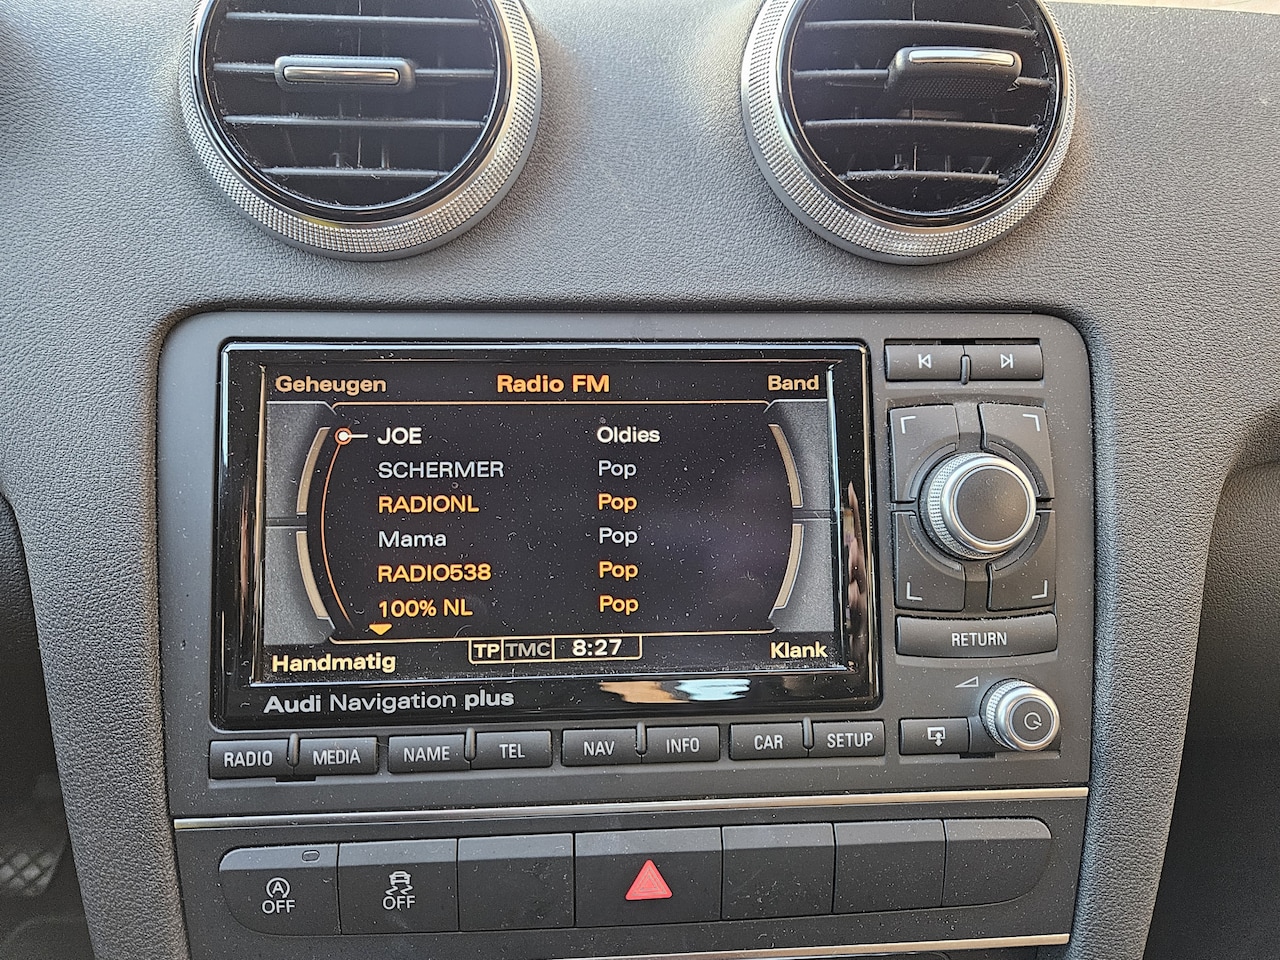 Geheugen Radio FM Band
JOE Oldies
SCHERMER Pop
RADIONL Pop
Mama Pop
RADIO538 Pop
100% NL Pop
Handmatig TP TMC 8:27 Klank
Audi Navigation plus
RETURN
RADIO MEDIA NAME TEL NAV INFO CAR SETUP
A OFF OFF